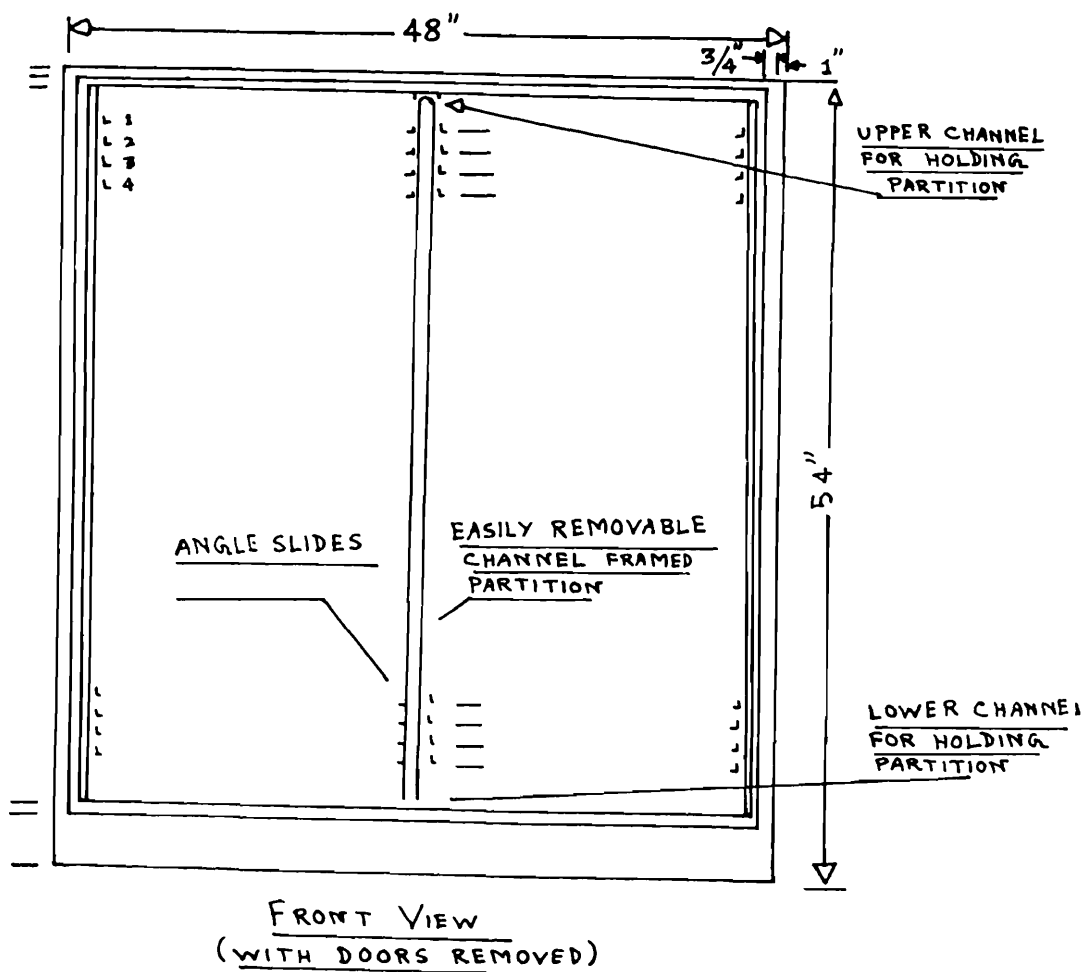 48"
3/4" 1"
1
2
3
4
UPPER CHANNEL
FOR HOLDING
PARTITION
54"
ANGLE SLIDES
EASILY REMOVABLE
CHANNEL FRAMED
PARTITION
LOWER CHANNEL
FOR HOLDING
PARTITION
FRONT VIEW
(WITH DOORS REMOVED)